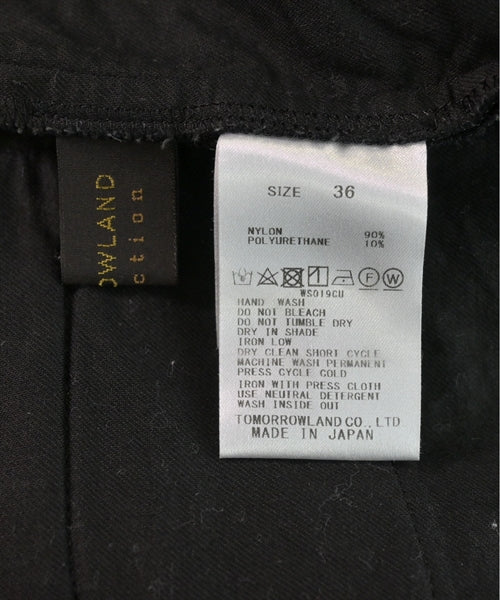 OWLAND
ction
SIZE 36
NYLON 90%
POLYURETHANE 10%
F W
WS019CU
HAND WASH
DO NOT BLEACH
DO NOT TUMBLE DRY
DRY IN SHADE
IRON LOW
DRY CLEAN SHORT CYCLE
MACHINE WASH PERMANENT
PRESS CYCLE COLD
IRON WITH PRESS CLOTH
USE NEUTRAL DETERGENT
WASH INSIDE OUT
TOMORROWLAND CO., LTD.
MADE IN JAPAN